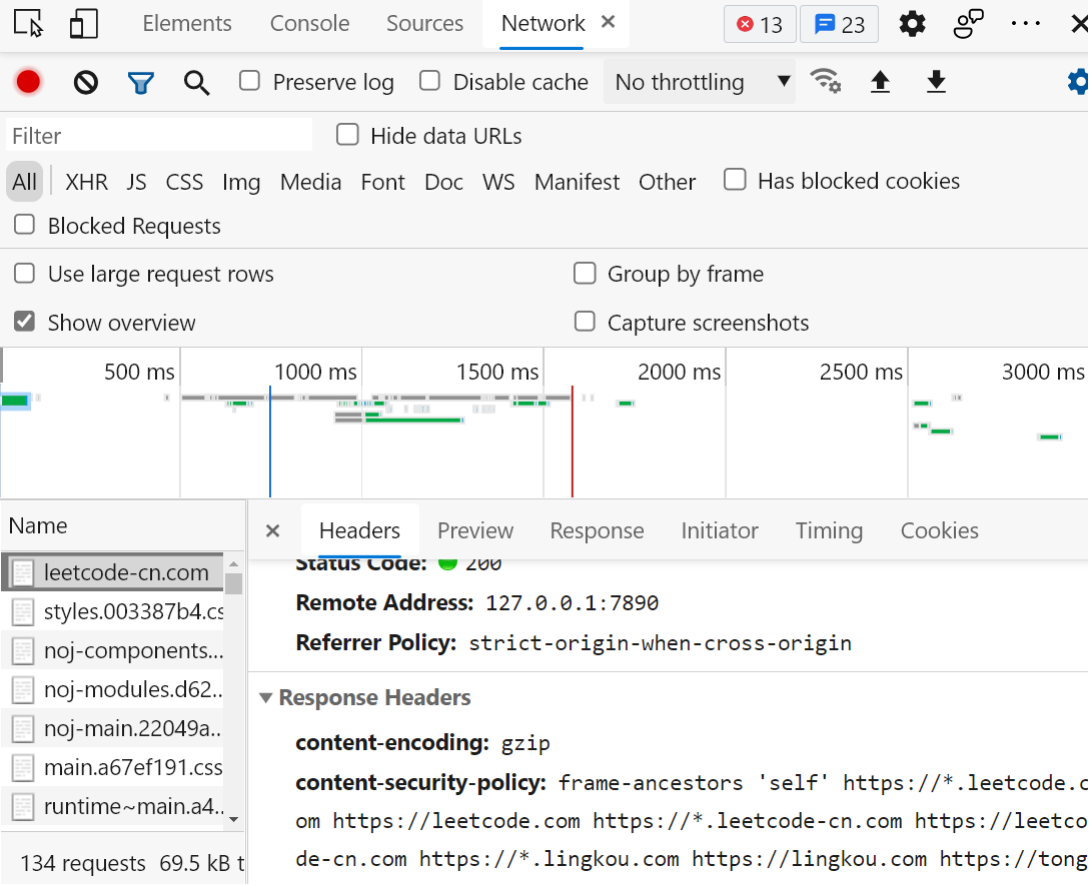 Elements Console Sources Network × 13 23
Preserve log Disable cache No throttling
Filter Hide data URLs
All XHR JS CSS Img Media Font Doc WS Manifest Other Has blocked cookies
Blocked Requests
Use large request rows Group by frame
Show overview Capture screenshots
500 ms 1000 ms 1500 ms 2000 ms 2500 ms 3000 ms
Name × Headers Preview Response Initiator Timing Cookies
leetcode-cn.com
Status Code: 200
styles.003387b4.cs
Remote Address: 127.0.0.1:7890
noj-components...
Referrer Policy: strict-origin-when-cross-origin
noj-modules.d62..
Response Headers
noj-main.22049a..
content-encoding: gzip
main.a67ef191.css
content-security-policy: frame-ancestors 'self' https://*.leetcode.c
runtime~main.a4..
om https://leetcode.com https://*.leetcode-cn.com https://leetco
134 requests 69.5 kB t
de-cn.com https://*.lingkou.com https://lingkou.com https://tong